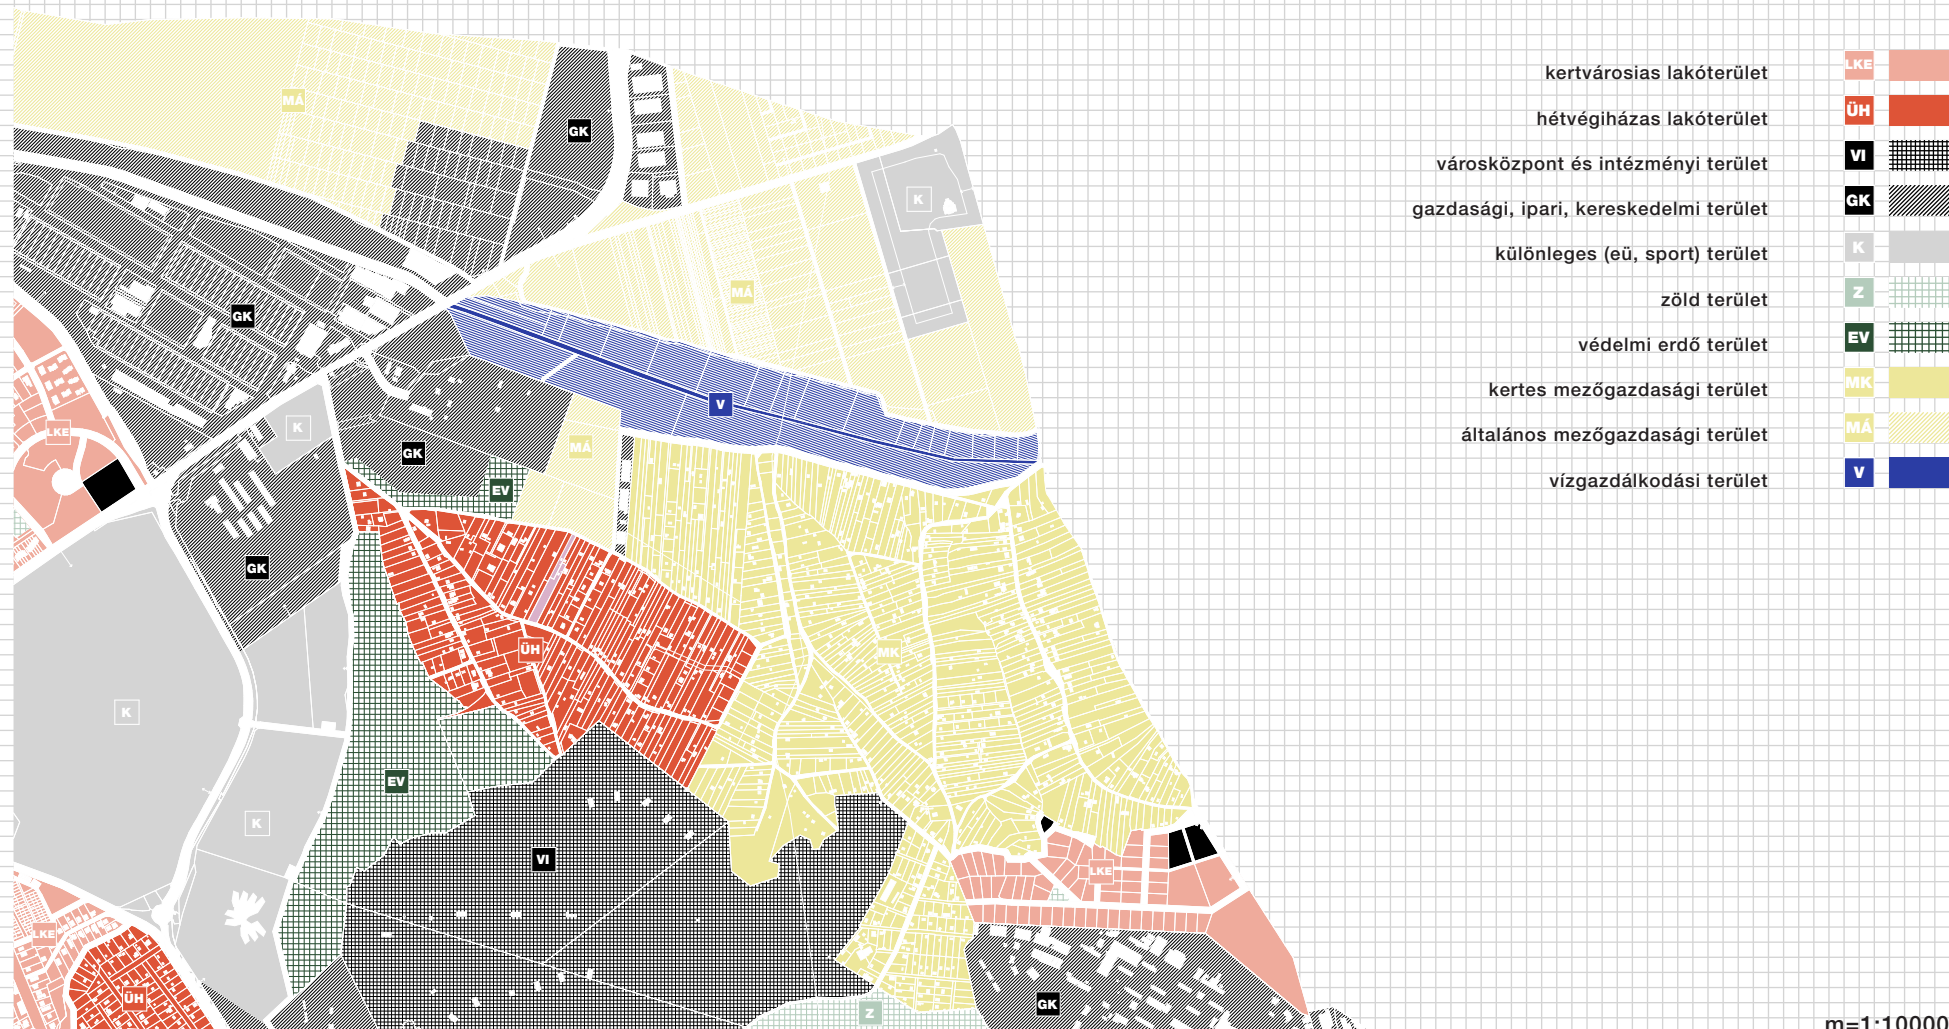 kertvárosias lakóterület LKE
hétvégiházas lakóterület ÜH
városközpont és intézményi terület VI
gazdasági, ipari, kereskedelmi terület GK
különleges (eü, sport) terület K
zöld terület Z
védelmi erdő terület EV
kertes mezőgazdasági terület MK
általános mezőgazdasági terület MÁ
vízgazdálkodási terület V
MÁ
GK
K
MÁ
GK
V
K
LKE
MÁ
GK
EV
GK
ÜH
MK
K
EV
K
VI
LKE
LKE
ÜH
GK
Z
m=1:10000